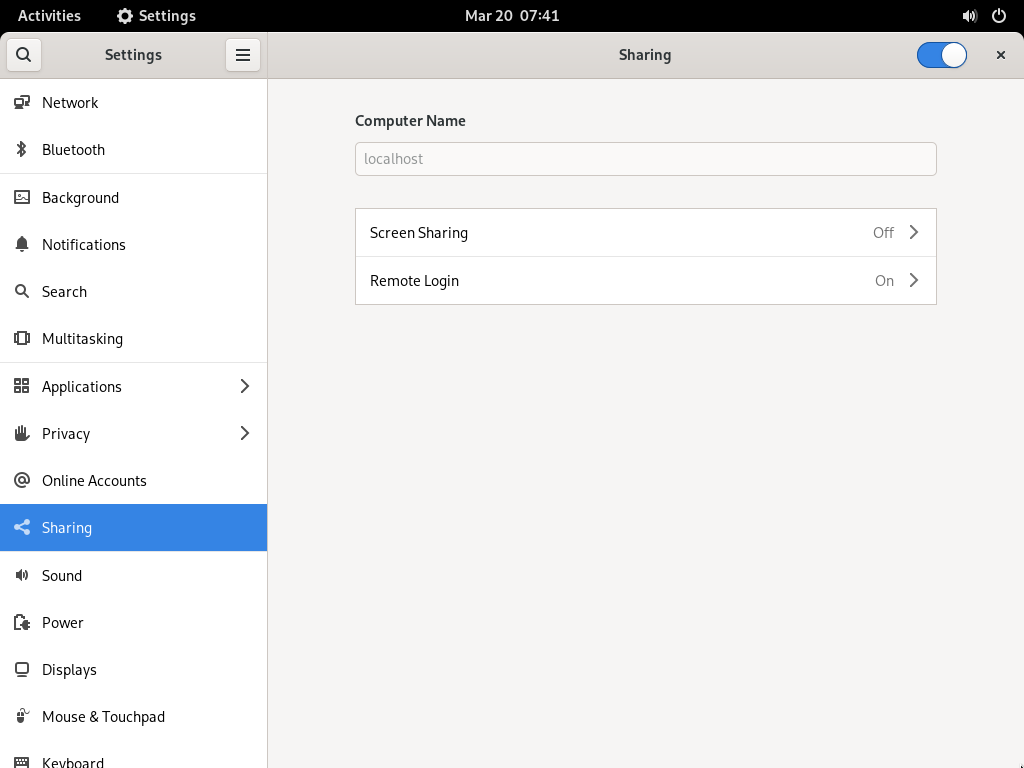 Activities Settings Mar 20 07:41
Settings Sharing
Network
Bluetooth
Background
Notifications
Search
Multitasking
Applications
Privacy
Online Accounts
Sharing
Sound
Power
Displays
Mouse & Touchpad
Keyboard
Computer Name
localhost
Screen Sharing Off
Remote Login On